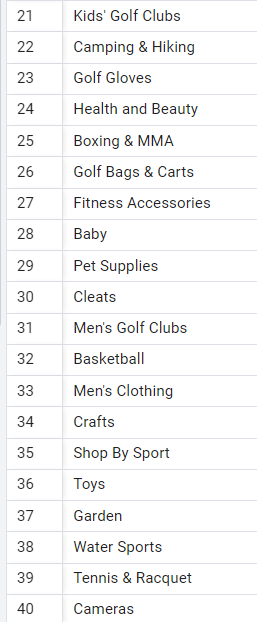 21 Kids' Golf Clubs
22 Camping & Hiking
23 Golf Gloves
24 Health and Beauty
25 Boxing & MMA
26 Golf Bags & Carts
27 Fitness Accessories
28 Baby
29 Pet Supplies
30 Cleats
31 Men's Golf Clubs
32 Basketball
33 Men's Clothing
34 Crafts
35 Shop By Sport
36 Toys
37 Garden
38 Water Sports
39 Tennis & Racquet
40 Cameras